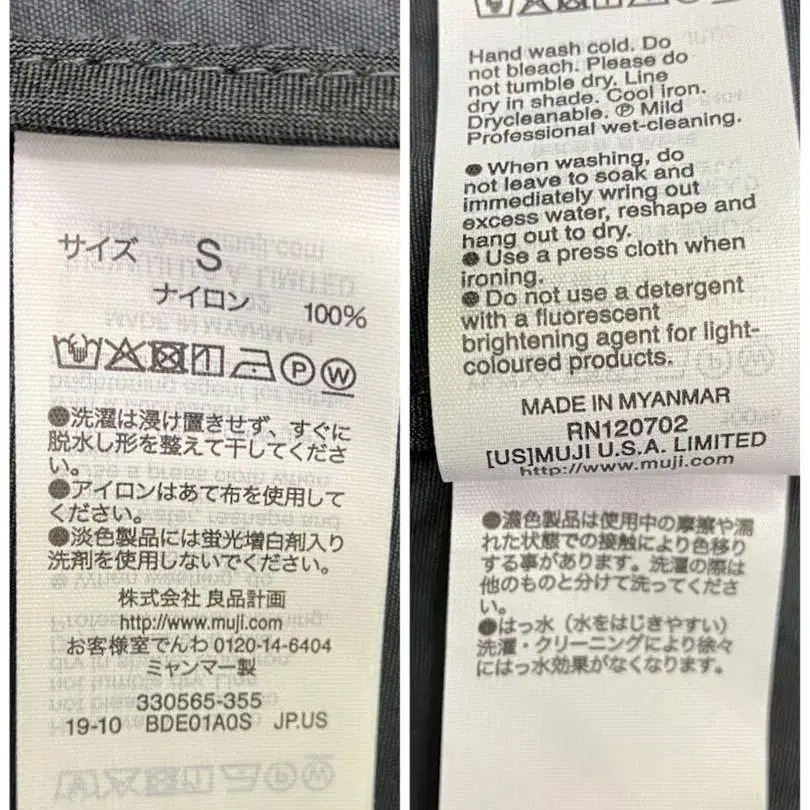 サイズ S
ナイロン 100%
●洗濯は浸け置きせず、すぐに
脱水し形を整えて干してくださ
い。
●アイロンはあて布を使用して
ください。
●淡色製品には蛍光増白剤入り
洗剤を使用しないでください。
株式会社 良品計画
http://www.muji.com
お客様室でんわ 0120-14-6404
ミャンマー製
330565-355
19-10 BDE01A0S JP.US
Hand wash cold. Do
not bleach. Please do
not tumble dry. Line
dry in shade. Cool iron.
Drycleanable. Ⓟ Mild
Professional wet-cleaning.
●When washing, do
not leave to soak and
immediately wring out
excess water, reshape and
hang out to dry.
●Use a press cloth when
ironing.
●Do not use a detergent
with a fluorescent
brightening agent for light-
coloured products.
MADE IN MYANMAR
RN120702
[US]MUJI U.S.A. LIMITED
http://www.muji.com
●濃色製品は使用中の摩擦や濡
れた状態での接触により色移り
する事があります。洗濯の際は
他のものと分けて洗ってくださ
い。
●はっ水（水をはじきやすい）
洗濯・クリーニングにより徐々
にはっ水効果がなくなります。